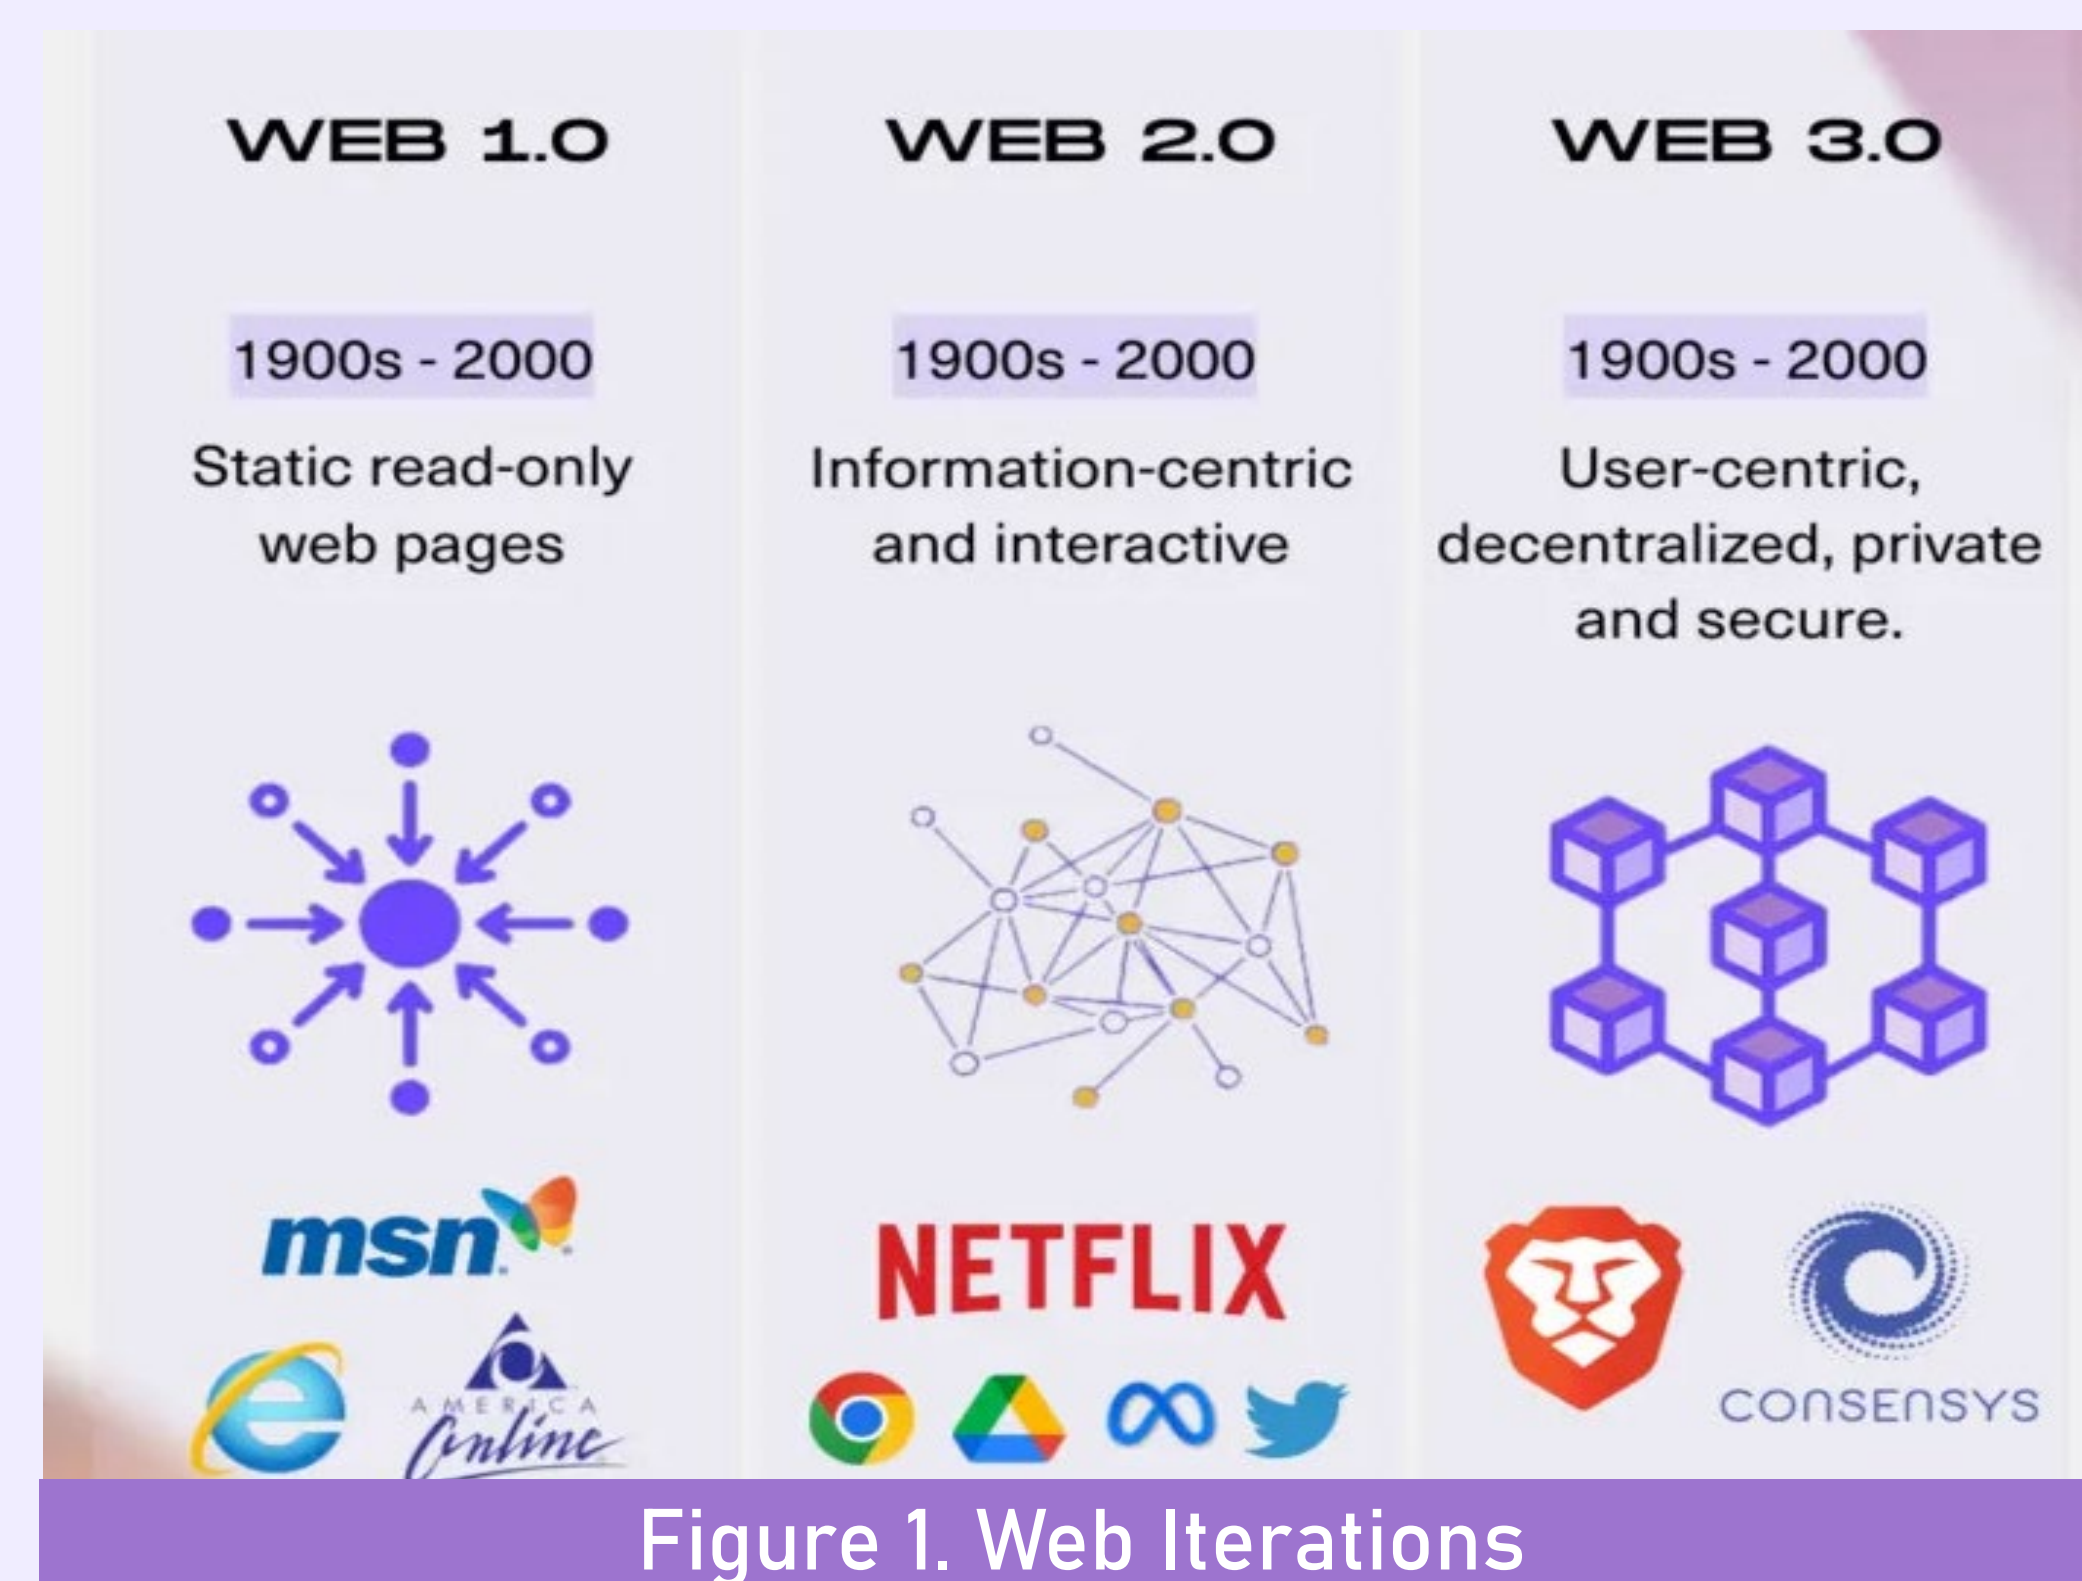 WEB 1.0
1900s - 2000
Static read-only
web pages
msn
AMERICA
Online
WEB 2.0
1900s - 2000
Information-centric
and interactive
NETFLIX
WEB 3.0
1900s - 2000
User-centric,
decentralized, private
and secure.
CONSENSYS
Figure 1. Web Iterations